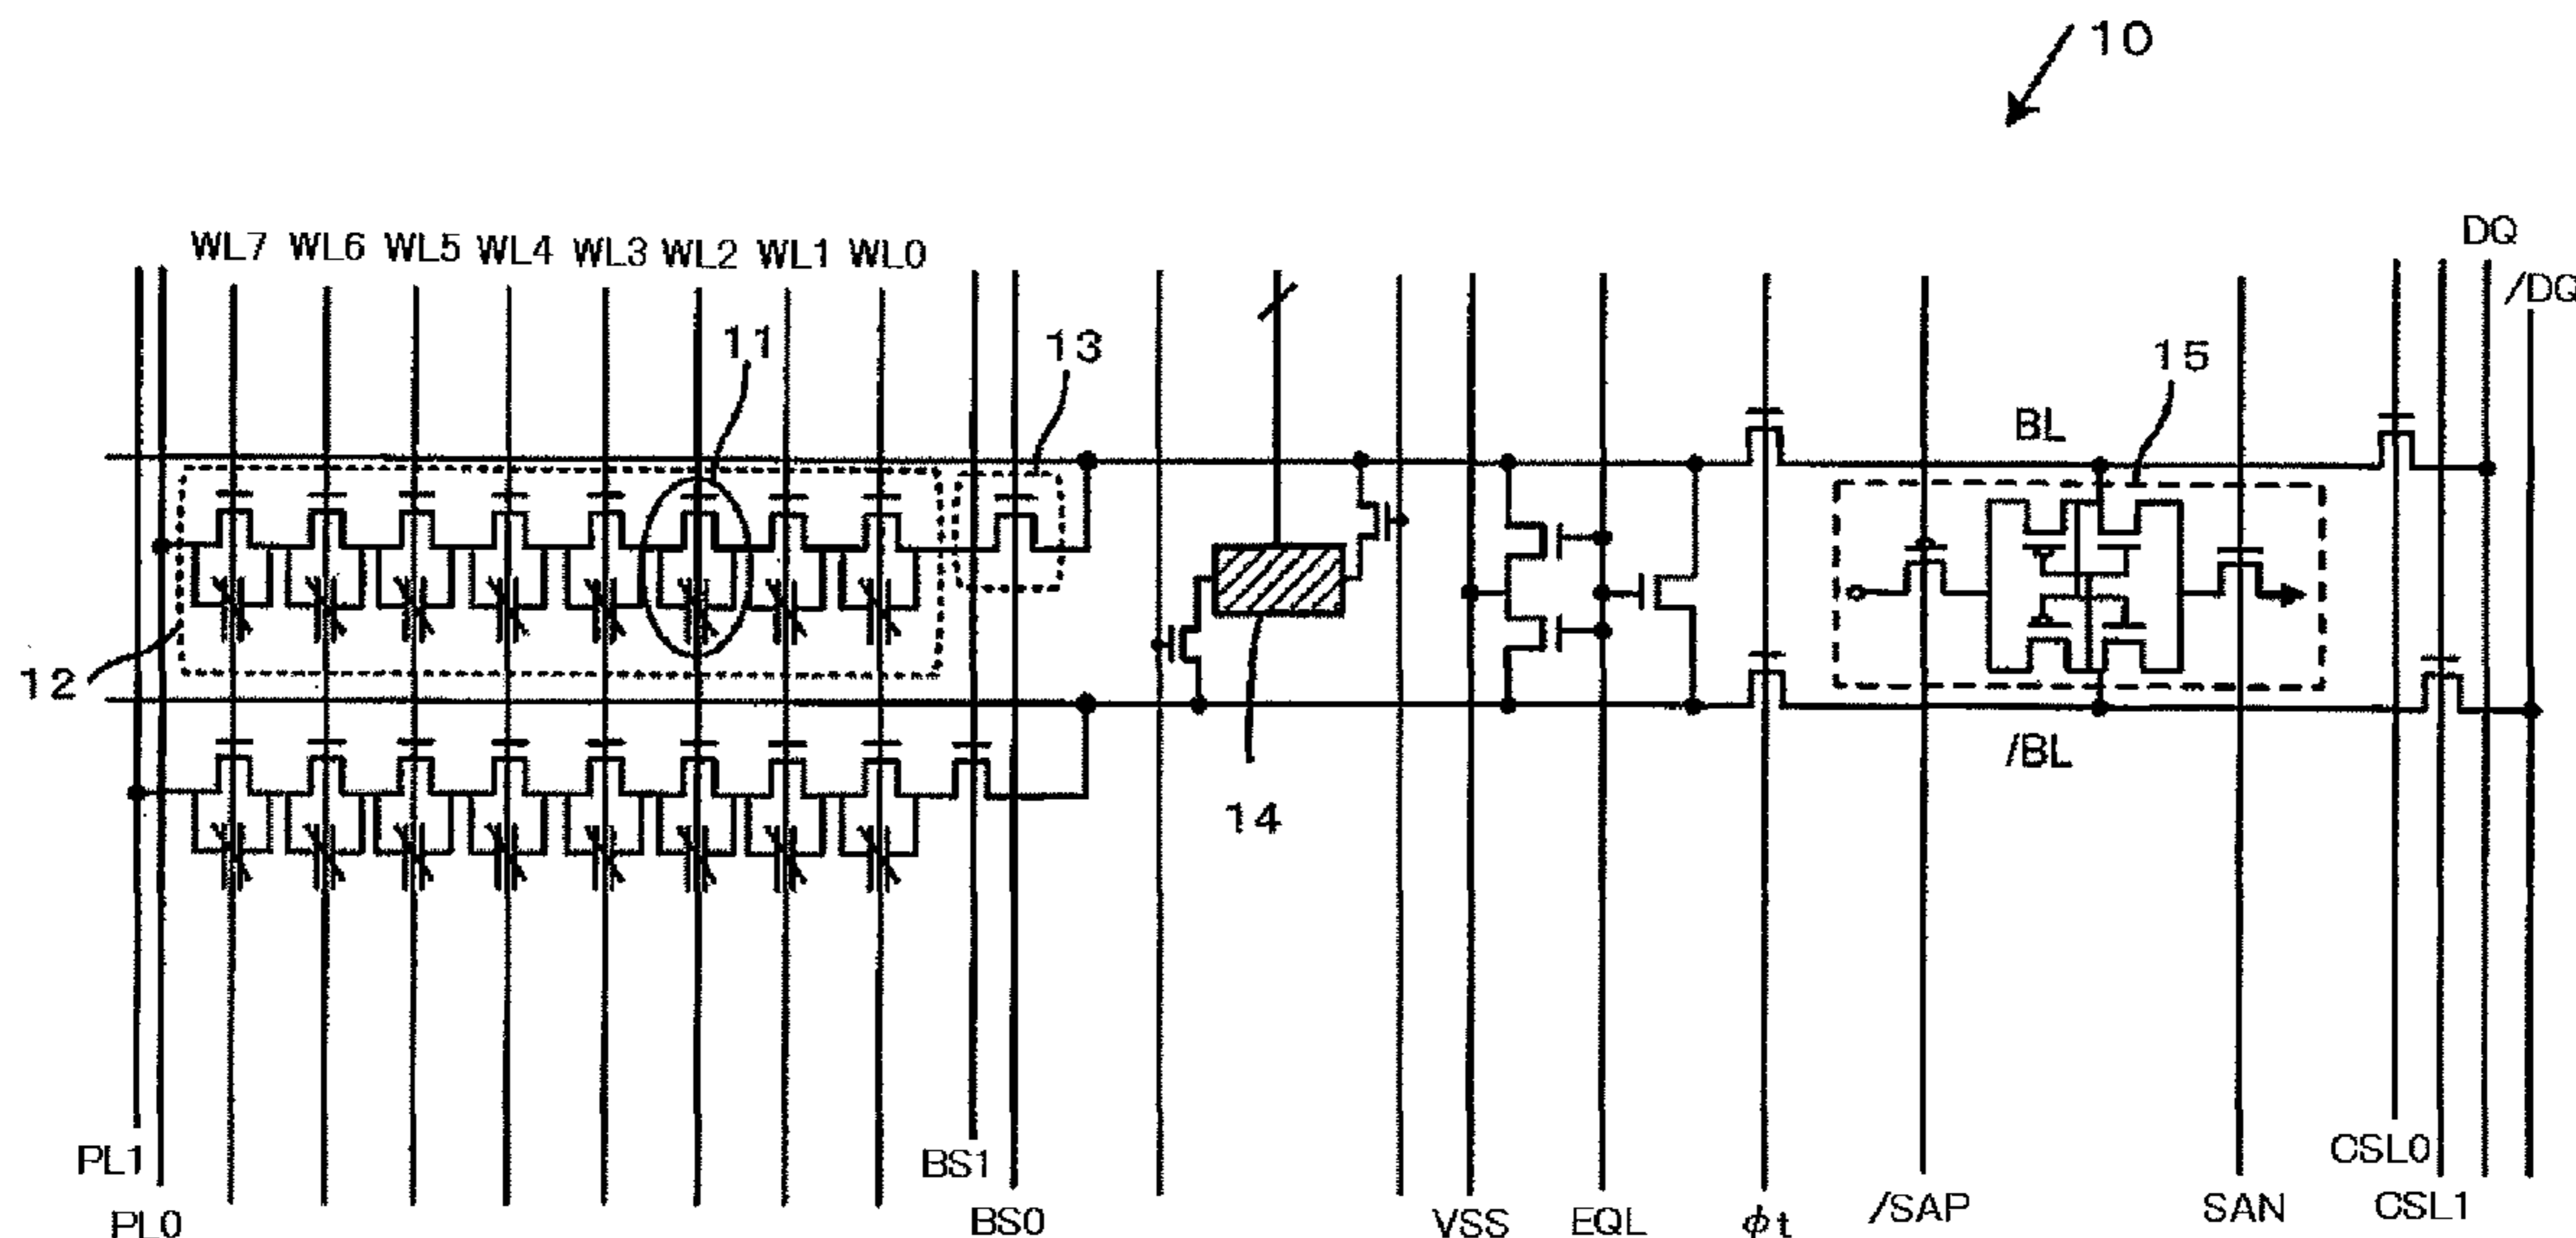 10
WL7 WL6 WL5 WL4 WL3 WL2 WL1 WL0
DQ
/DQ
11
13
15
BL
12
/BL
14
PL1
BS1
CSL0
PL0
BS0
VSS
EQL
ϕt
/SAP
SAN
CSL1